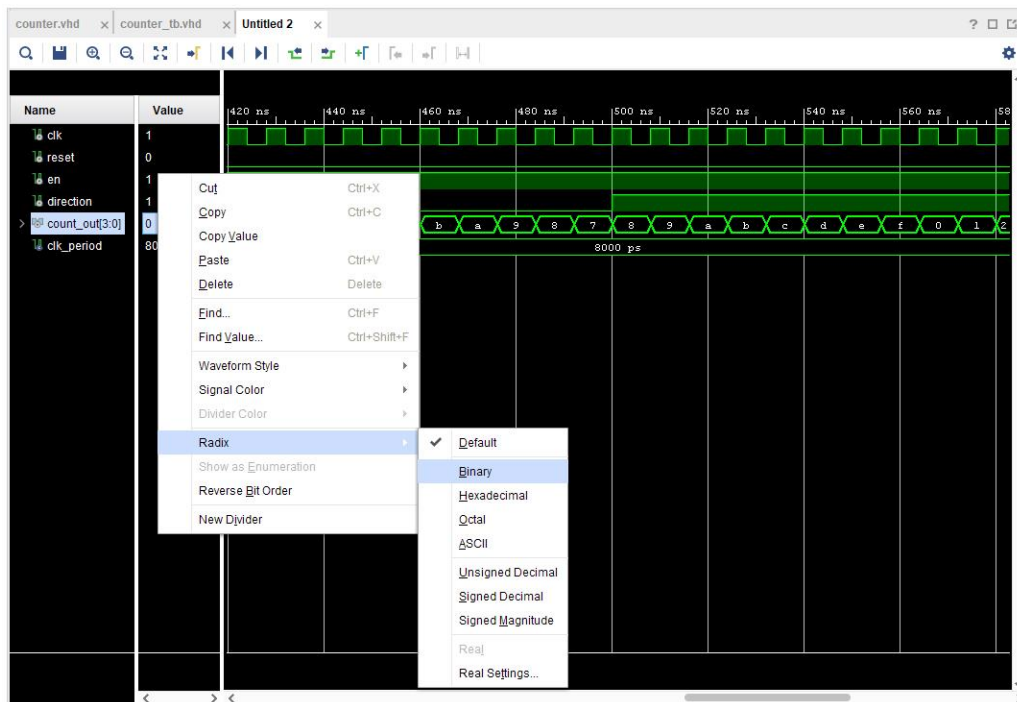 counter.vhd × counter_tb.vhd × Untitled 2 ×
?
Name Value 420 ns 440 ns 460 ns 480 ns 500 ns 520 ns 540 ns 560 ns 58
clk 1
reset 0
en 1
direction 1
count_out[3:0] 0 b a 9 8 7 8 9 a b c d e f 0 1 2
clk_period 80 8000 ps
Cut Ctrl+X
Copy Ctrl+C
Copy Value
Paste Ctrl+V
Delete Delete
Find... Ctrl+F
Find Value... Ctrl+Shift+F
Waveform Style
Signal Color
Divider Color
Radix
Show as Enumeration
Reverse Bit Order
New Divider
Default
Binary
Hexadecimal
Octal
ASCII
Unsigned Decimal
Signed Decimal
Signed Magnitude
Real
Real Settings...